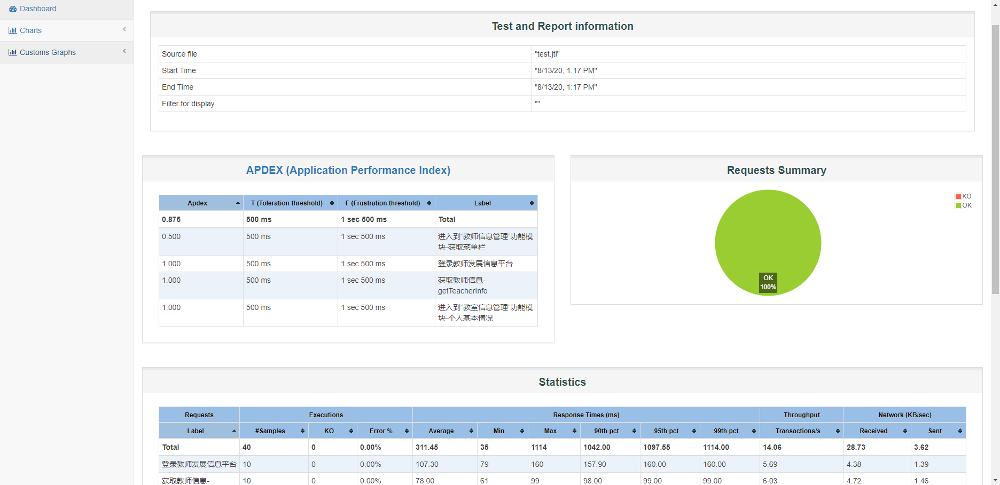 Dashboard
Charts
Customs Graphs
Test and Report information
Source file "test.jtl"
Start Time "8/13/20, 1:17 PM"
End Time "8/13/20, 1:17 PM"
Filter for display ""
APDEX (Application Performance Index)
Apdex T (Toleration threshold) F (Frustration threshold) Label
0.875 500 ms 1 sec 500 ms Total
0.500 500 ms 1 sec 500 ms 进入到“教师信息管理”功能模
块-获取菜单栏
1.000 500 ms 1 sec 500 ms 登录教师发展信息平台
1.000 500 ms 1 sec 500 ms 获取教师信息-
getTeacherInfo
1.000 500 ms 1 sec 500 ms 进入到“教室信息管理”功能模
块-个人基本情况
Requests Summary
KO
OK
OK
100%
Statistics
Requests Executions Response Times (ms) Throughput Network (KB/sec)
Label #Samples KO Error % Average Min Max 90th pct 95th pct 99th pct Transactions/s Received Sent
Total 40 0 0.00% 311.45 35 1114 1042.00 1097.55 1114.00 14.06 28.73 3.62
登录教师发展信息平台 10 0 0.00% 107.30 79 160 157.90 160.00 160.00 5.69 4.38 1.39
获取教师信息- 10 0 0.00% 78.00 61 99 98.00 99.00 99.00 6.03 4.72 1.46